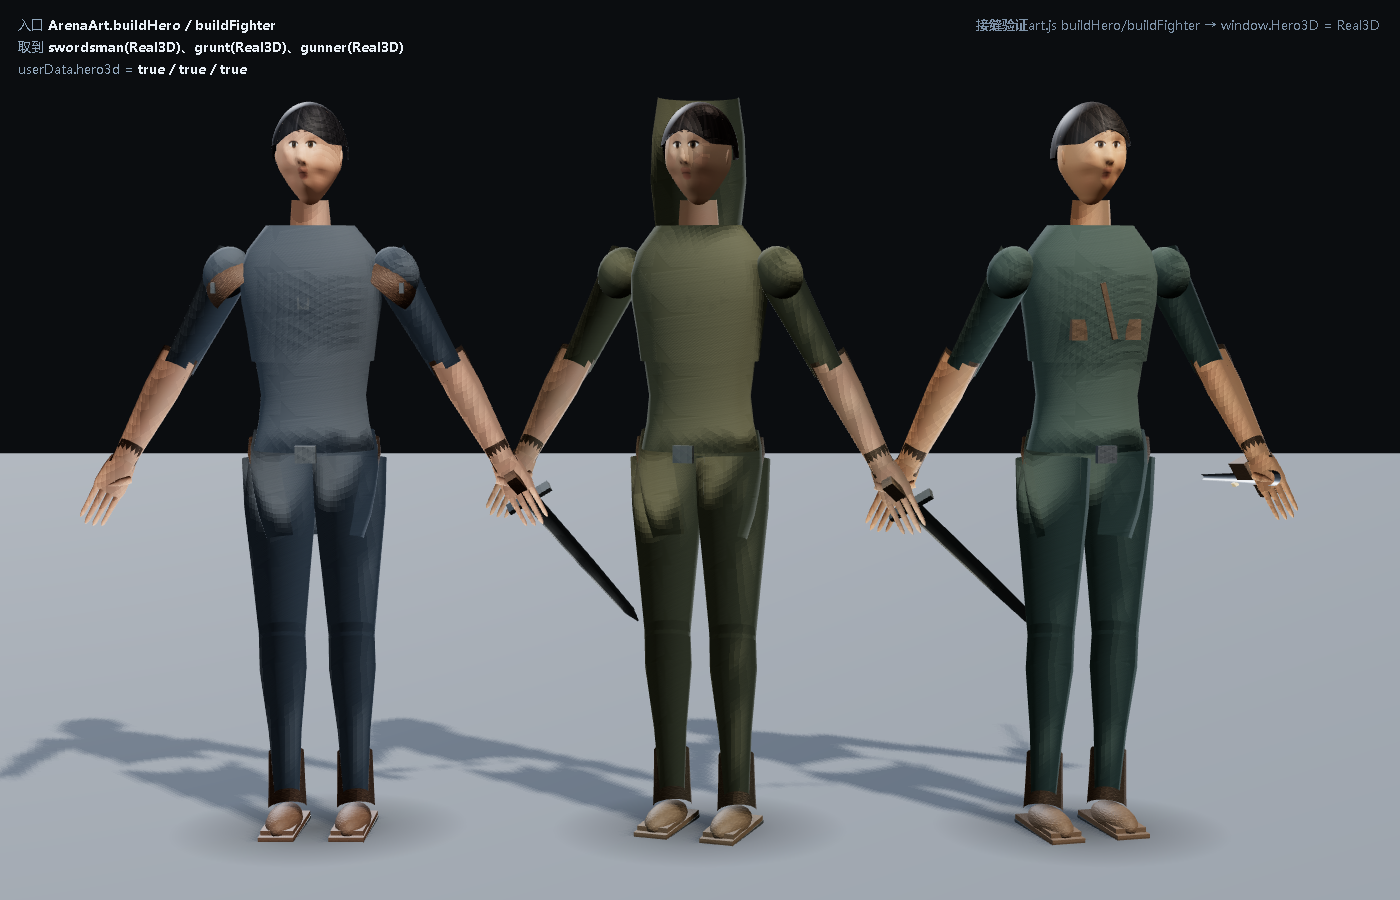 入口 ArenaArt.buildHero / buildFighter
取到 swordsman(Real3D)、grunt(Real3D)、gunner(Real3D)
userData.hero3d = true / true / true
接缝验证art.js buildHero/buildFighter → window.Hero3D = Real3D